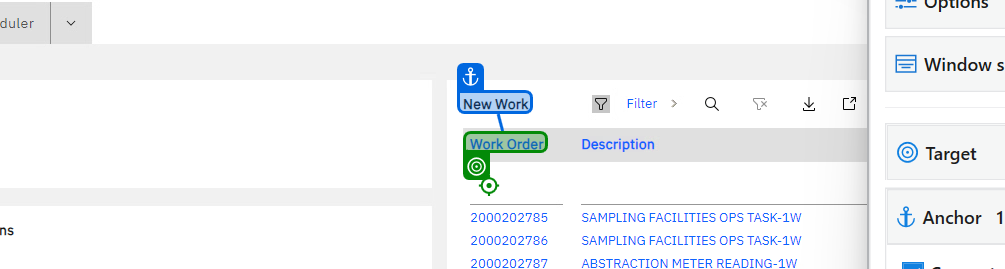 duler
Options
Window s
New Work
Filter
Work Order Description
Target
Anchor 1
2000202785 SAMPLING FACILITIES OPS TASK-1W
ns
2000202786 SAMPLING FACILITIES OPS TASK-1W
2000202787 ABSTRACTION METER READING-1W